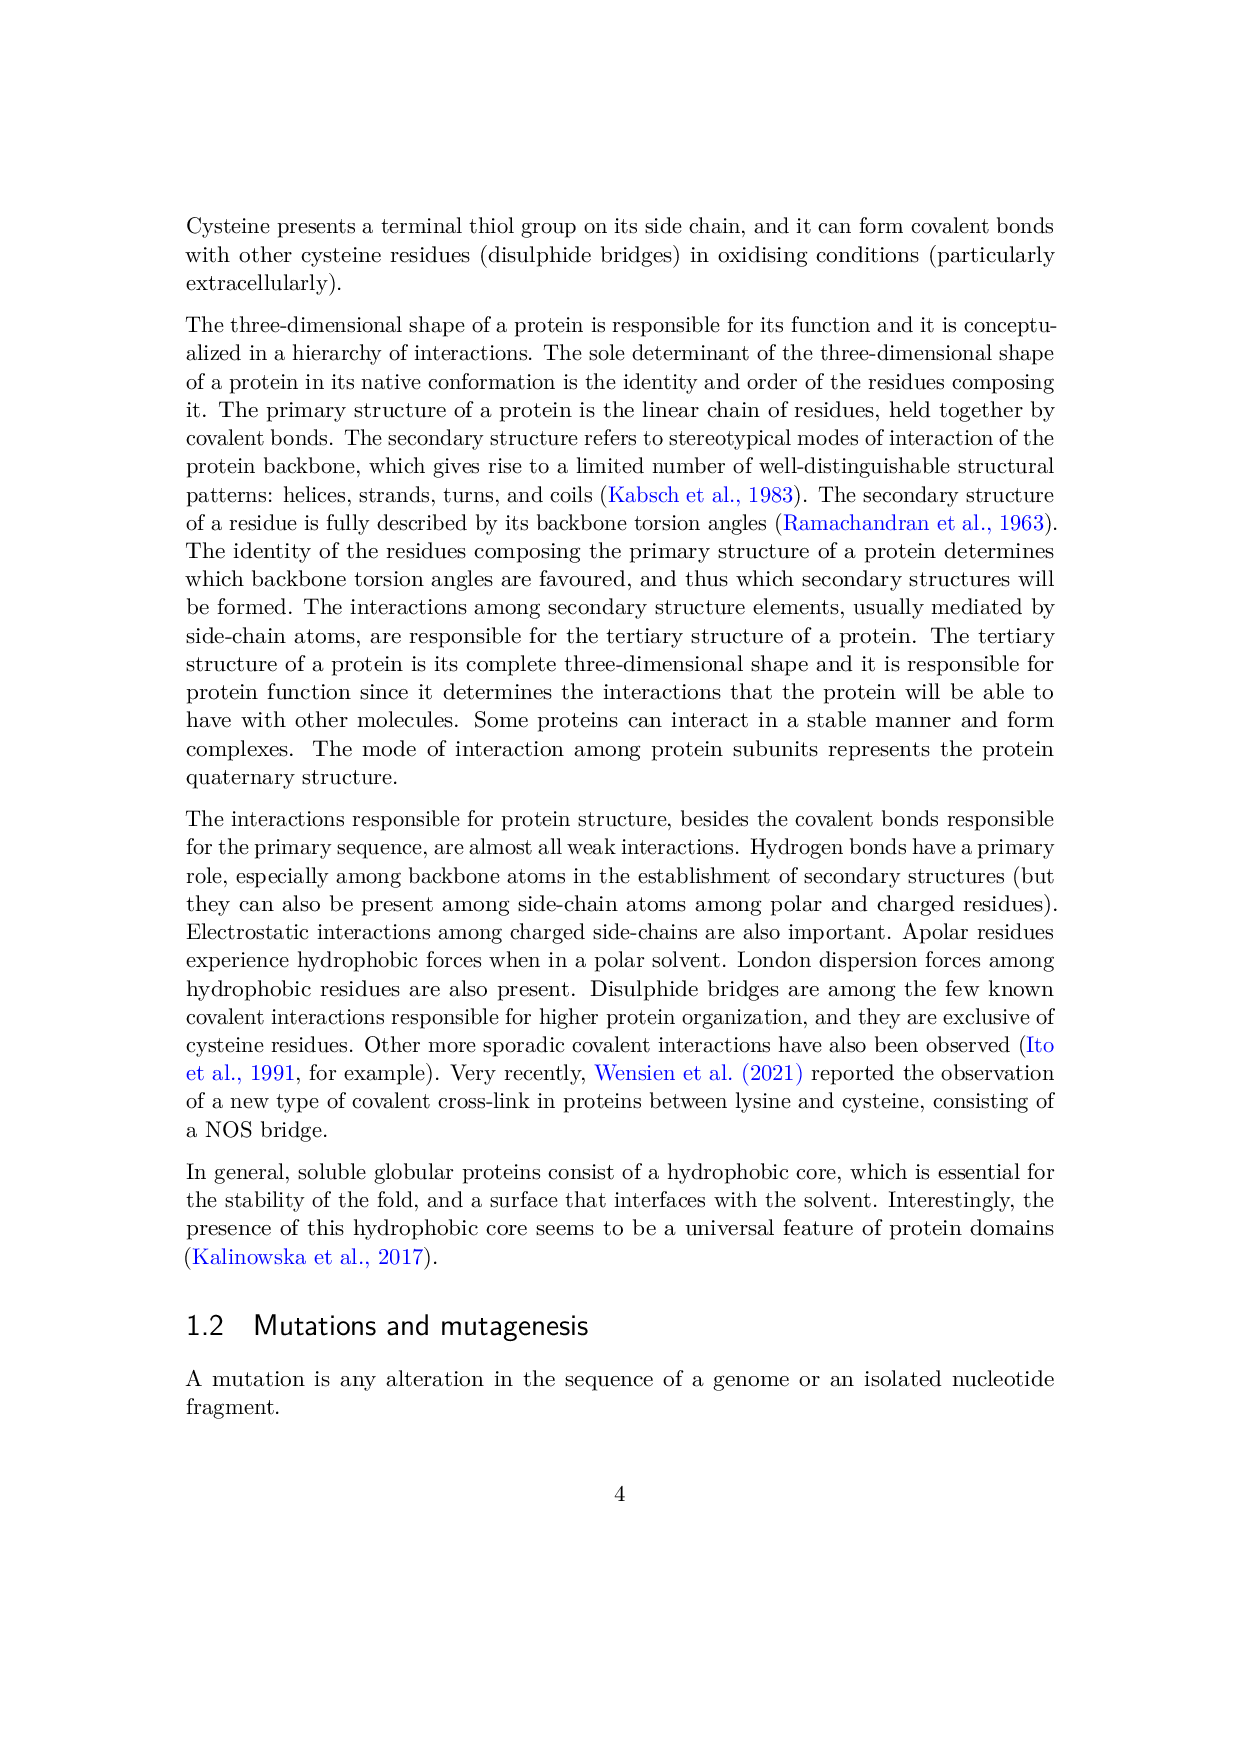 Cysteine presents a terminal thiol group on its side chain, and it can form covalent bonds
with other cysteine residues (disulphide bridges) in oxidising conditions (particularly
extracellularly).
The three-dimensional shape of a protein is responsible for its function and it is conceptu-
alized in a hierarchy of interactions. The sole determinant of the three-dimensional shape
of a protein in its native conformation is the identity and order of the residues composing
it. The primary structure of a protein is the linear chain of residues, held together by
covalent bonds. The secondary structure refers to stereotypical modes of interaction of the
protein backbone, which gives rise to a limited number of well-distinguishable structural
patterns: helices, strands, turns, and coils (Kabsch et al., 1983). The secondary structure
of a residue is fully described by its backbone torsion angles (Ramachandran et al., 1963).
The identity of the residues composing the primary structure of a protein determines
which backbone torsion angles are favoured, and thus which secondary structures will
be formed. The interactions among secondary structure elements, usually mediated by
side-chain atoms, are responsible for the tertiary structure of a protein. The tertiary
structure of a protein is its complete three-dimensional shape and it is responsible for
protein function since it determines the interactions that the protein will be able to
have with other molecules. Some proteins can interact in a stable manner and form
complexes. The mode of interaction among protein subunits represents the protein
quaternary structure.
The interactions responsible for protein structure, besides the covalent bonds responsible
for the primary sequence, are almost all weak interactions. Hydrogen bonds have a primary
role, especially among backbone atoms in the establishment of secondary structures (but
they can also be present among side-chain atoms among polar and charged residues).
Electrostatic interactions among charged side-chains are also important. Apolar residues
experience hydrophobic forces when in a polar solvent. London dispersion forces among
hydrophobic residues are also present. Disulphide bridges are among the few known
covalent interactions responsible for higher protein organization, and they are exclusive of
cysteine residues. Other more sporadic covalent interactions have also been observed (Ito
et al., 1991, for example). Very recently, Wensien et al. (2021) reported the observation
of a new type of covalent cross-link in proteins between lysine and cysteine, consisting of
a NOS bridge.
In general, soluble globular proteins consist of a hydrophobic core, which is essential for
the stability of the fold, and a surface that interfaces with the solvent. Interestingly, the
presence of this hydrophobic core seems to be a universal feature of protein domains
(Kalinowska et al., 2017).
1.2 Mutations and mutagenesis
A mutation is any alteration in the sequence of a genome or an isolated nucleotide
fragment.
4